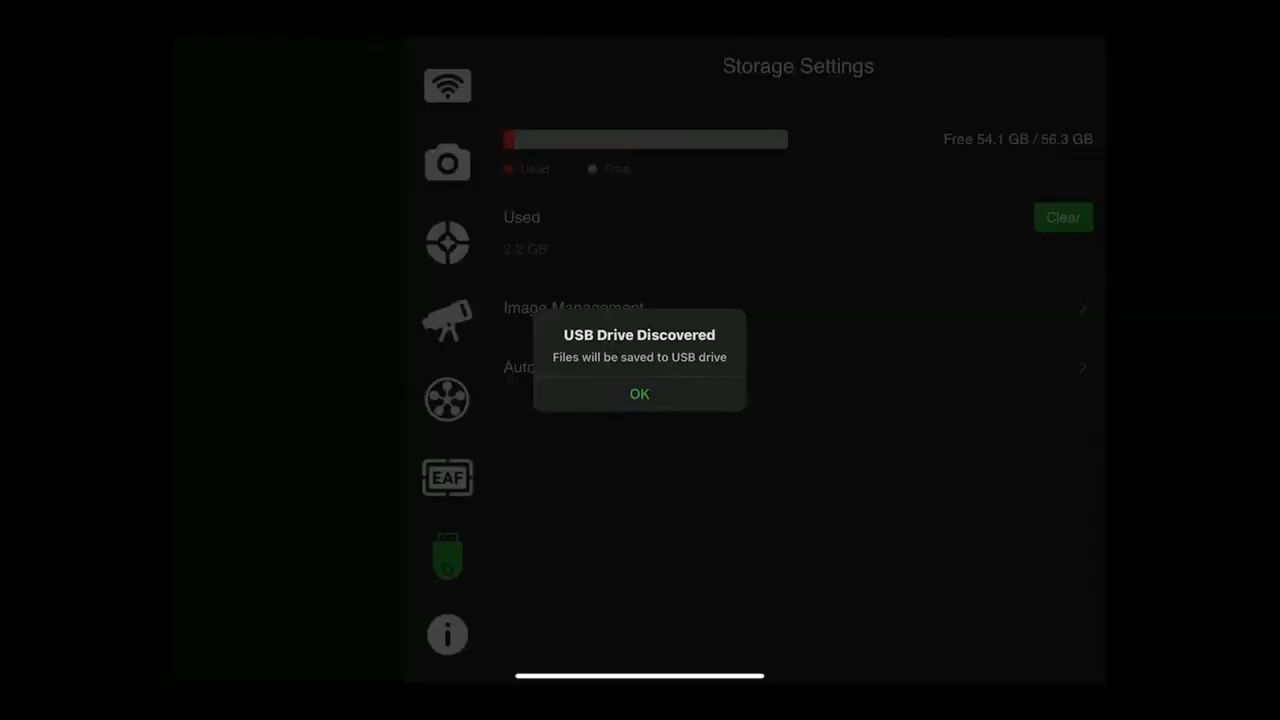 Storage Settings
Free 54.1 GB / 56.3 GB
Used
Free
Used
Clear
2.2 GB
Image Management
USB Drive Discovered
Files will be saved to USB drive
OK
EAF